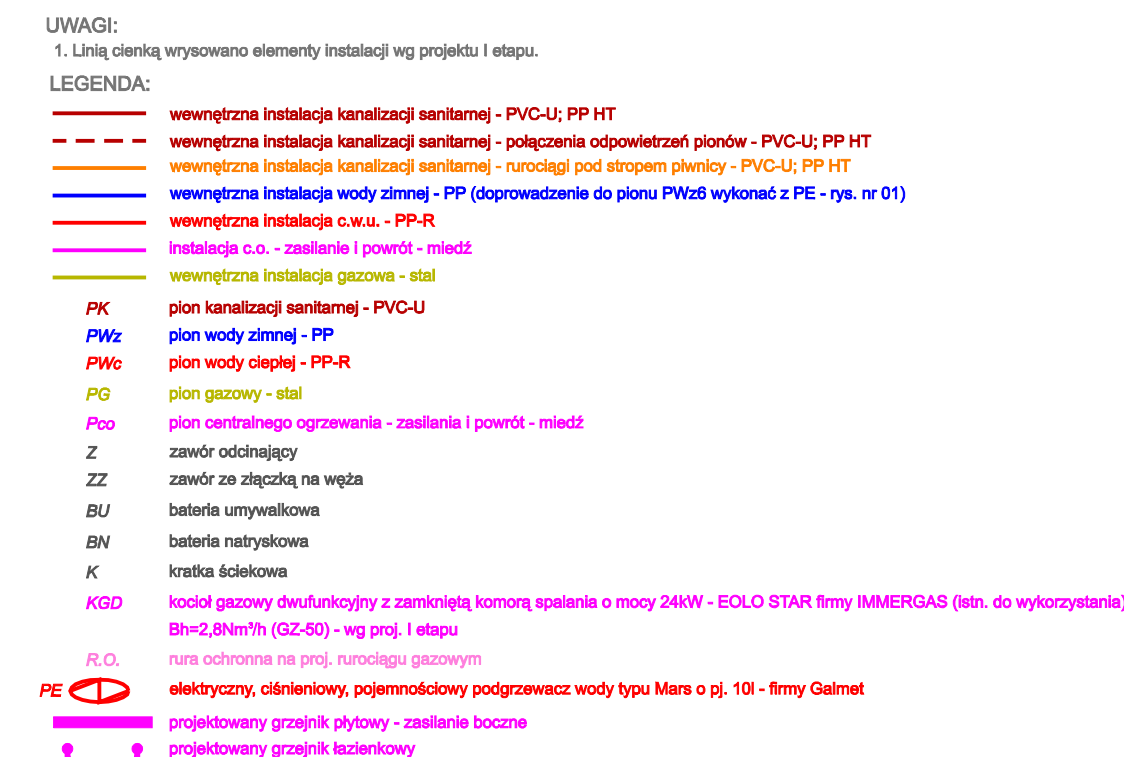 UWAGI:
1. Linią cienką wrysowano elementy instalacji wg projektu I etapu.
LEGENDA:
wewnętrzna instalacja kanalizacji sanitarnej - PVC-U; PP HT
wewnętrzna instalacja kanalizacji sanitarnej - połączenia odpowietrzeń pionów - PVC-U; PP HT
wewnętrzna instalacja kanalizacji sanitarnej - rurociągi pod stropem piwnicy - PVC-U; PP HT
wewnętrzna instalacja wody zimnej - PP (doprowadzenie do pionu PWz6 wykonać z PE - rys. nr 01)
wewnętrzna instalacja c.w.u. - PP-R
instalacja c.o. - zasilanie i powrót - miedź
wewnętrzna instalacja gazowa - stal
PK pion kanalizacji sanitarnej - PVC-U
PWz pion wody zimnej - PP
PWc pion wody ciepłej - PP-R
PG pion gazowy - stal
Pco pion centralnego ogrzewania - zasilania i powrót - miedź
Z zawór odcinający
ZZ zawór ze złączką na węża
BU bateria umywalkowa
BN bateria natryskowa
K kratka ściekowa
KGD kocioł gazowy dwufunkcyjny z zamkniętą komorą spalania o mocy 24kW - EOLO STAR firmy IMMERGAS (istn. do wykorzystania)
Bh=2,8Nm³/h (GZ-50) - wg proj. I etapu
R.O. rura ochronna na proj. rurociągu gazowym
PE elektryczny, ciśnieniowy, pojemnościowy podgrzewacz wody typu Mars o pj. 10l - firmy Galmet
projektowany grzejnik płytowy - zasilanie boczne
projektowany grzejnik łazienkowy